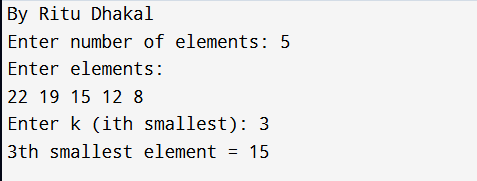 By Ritu Dhakal
Enter number of elements: 5
Enter elements:
22 19 15 12 8
Enter k (ith smallest): 3
3th smallest element = 15